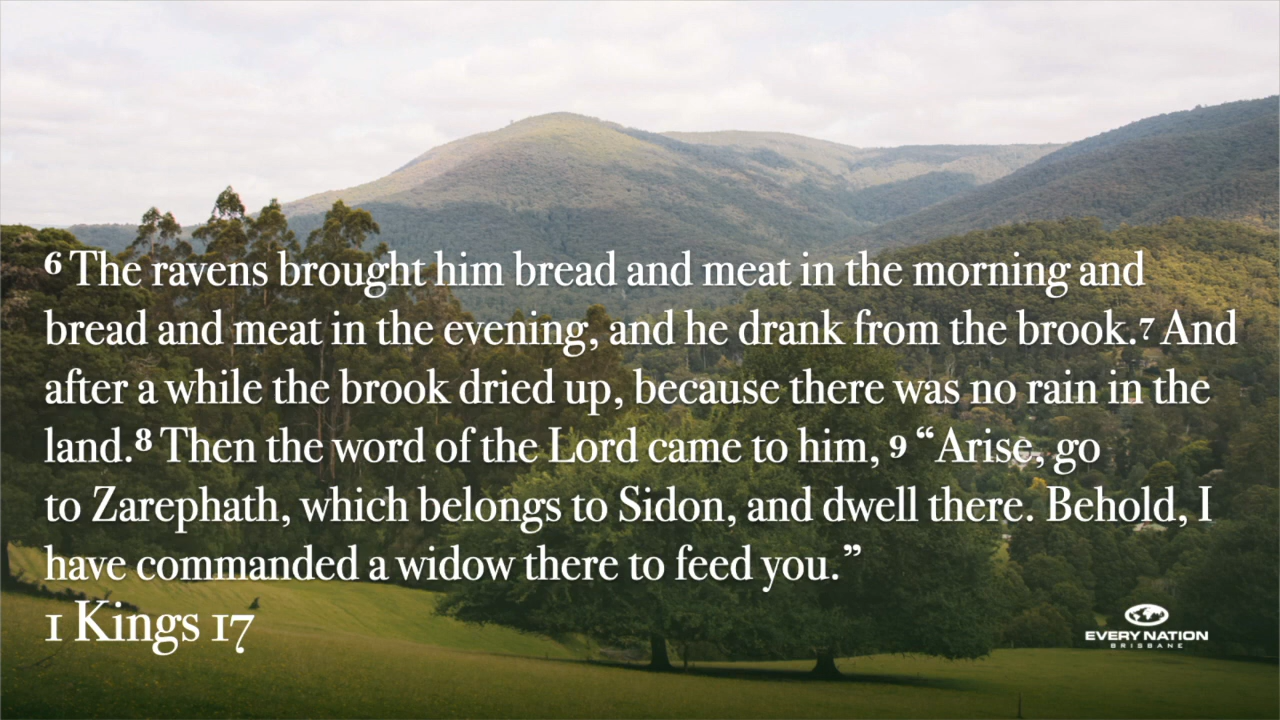 6 The ravens brought him bread and meat in the morning and
bread and meat in the evening, and he drank from the brook.7 And
after a while the brook dried up, because there was no rain in the
land.8 Then the word of the Lord came to him, 9 “Arise, go
to Zarephath, which belongs to Sidon, and dwell there. Behold, I
have commanded a widow there to feed you.”
1 Kings 17
EVERY NATION
BRISBANE